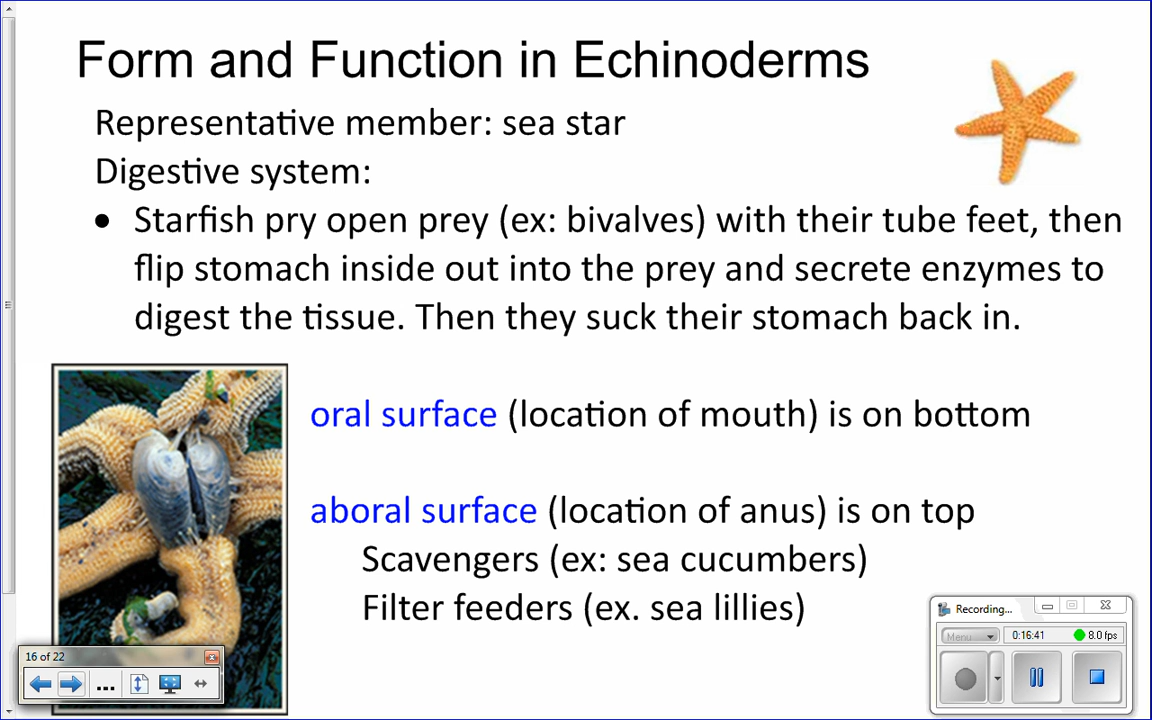 Form and Function in Echinoderms
Representative member: sea star
Digestive system:
• Starfish pry open prey (ex: bivalves) with their tube feet, then
flip stomach inside out into the prey and secrete enzymes to
digest the tissue. Then they suck their stomach back in.
oral surface (location of mouth) is on bottom
aboral surface (location of anus) is on top
Scavengers (ex: sea cucumbers)
Filter feeders (ex. sea lillies)
Recording...
Menu
0:16:41
8.0 fps
16 of 22